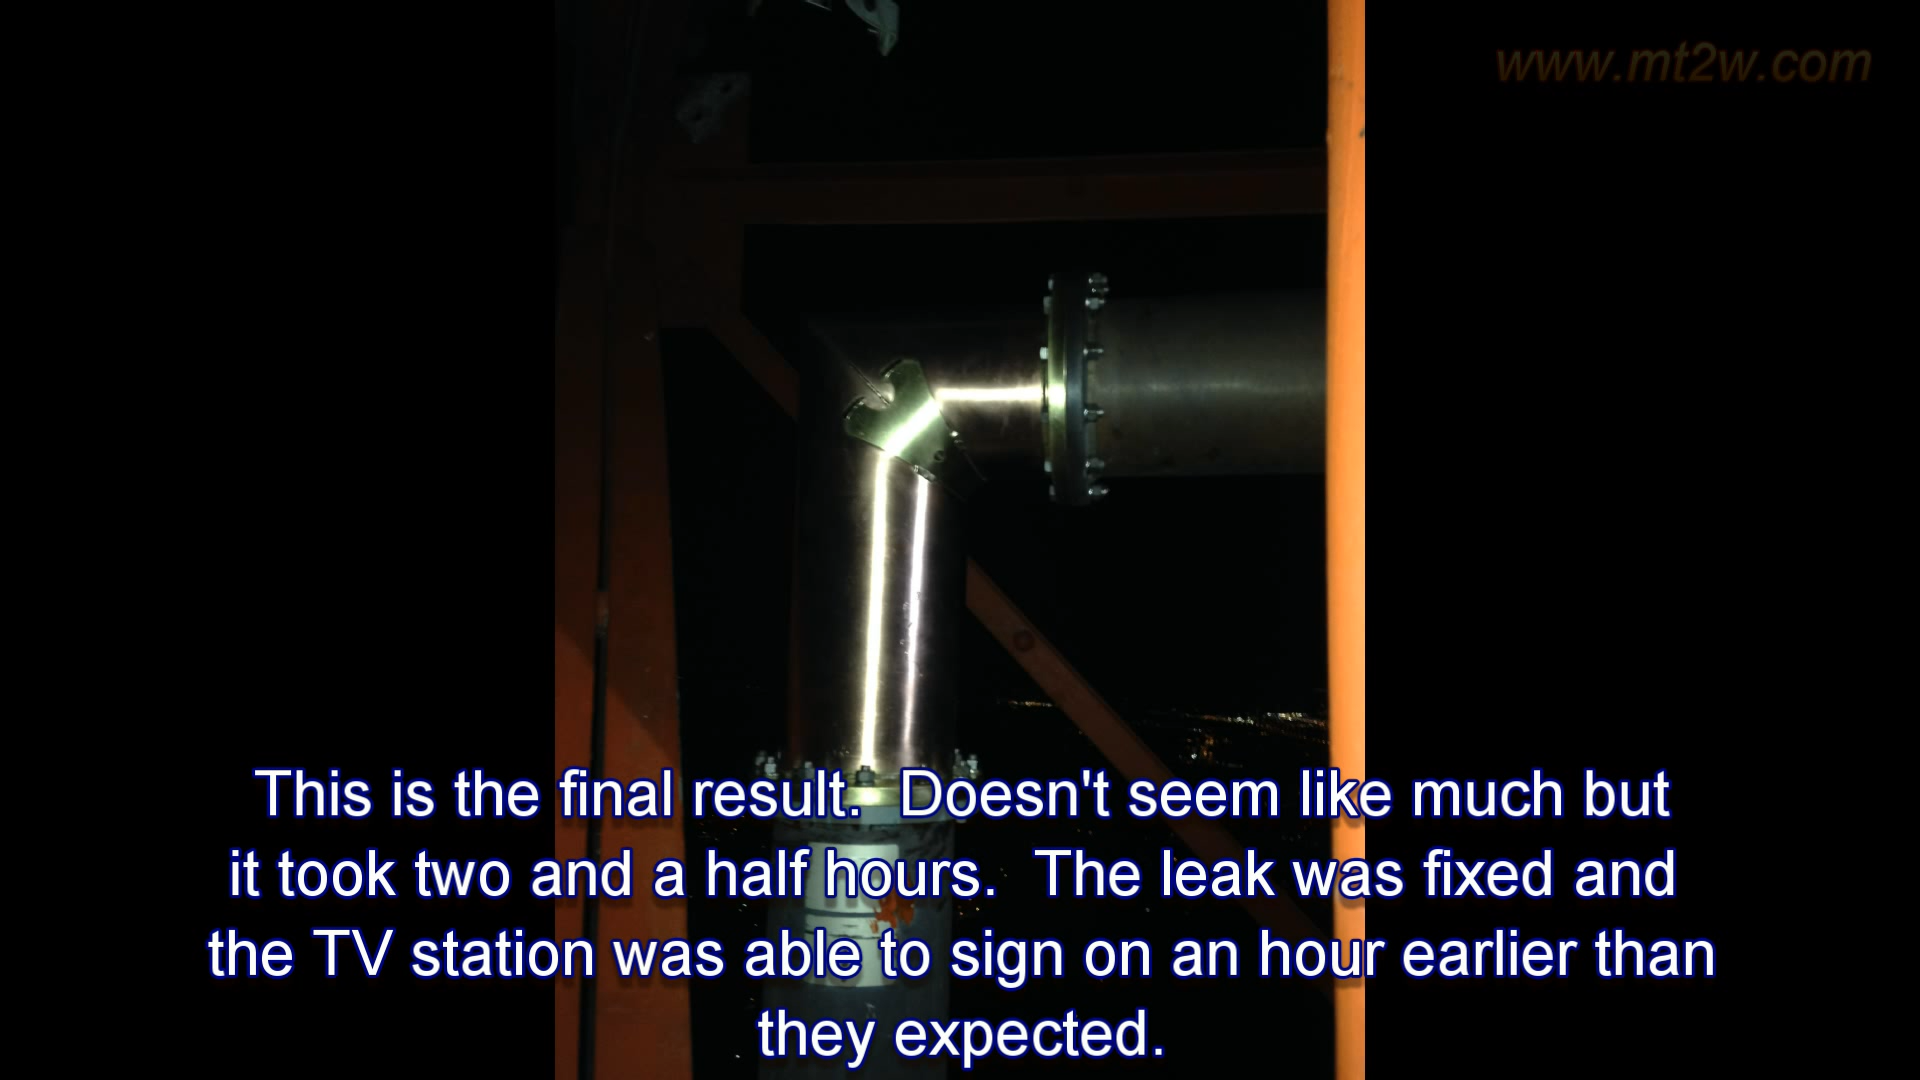 www.mt2w.com
This is the final result.  Doesn't seem like much but
it took two and a half hours.  The leak was fixed and
the TV station was able to sign on an hour earlier than
they expected.